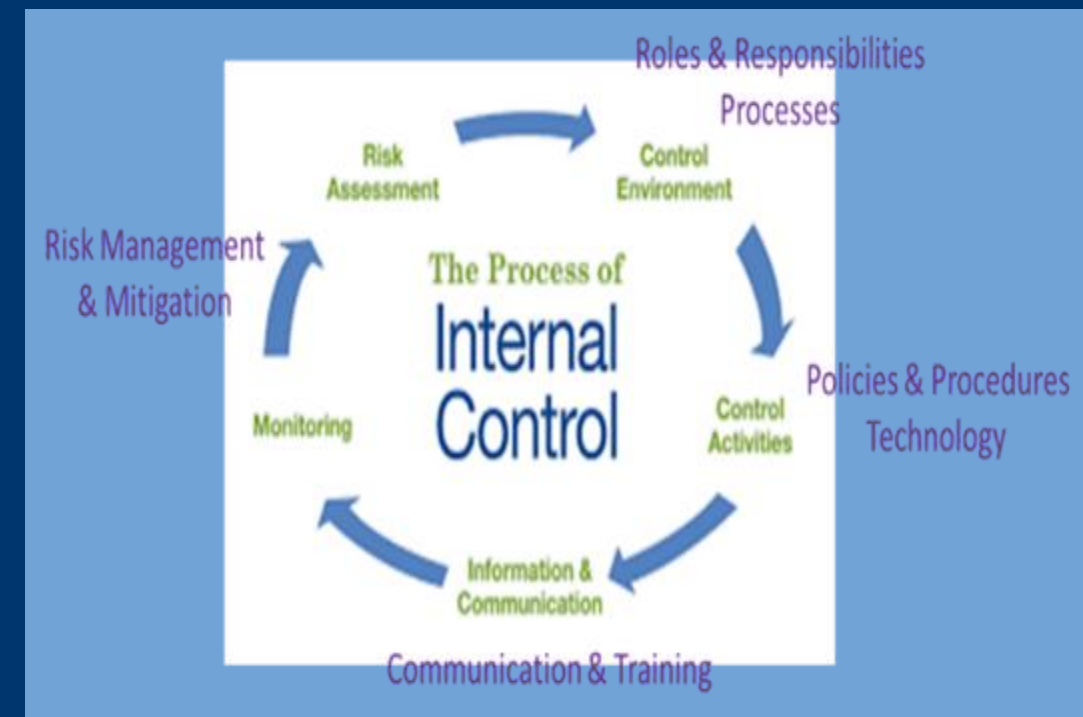 Roles & Responsibilities
Processes
Risk
Assessment
Control
Environment
Risk Management
& Mitigation
The Process of
Internal
Control
Policies & Procedures
Technology
Monitoring
Control
Activities
Information &
Communication
Communication & Training